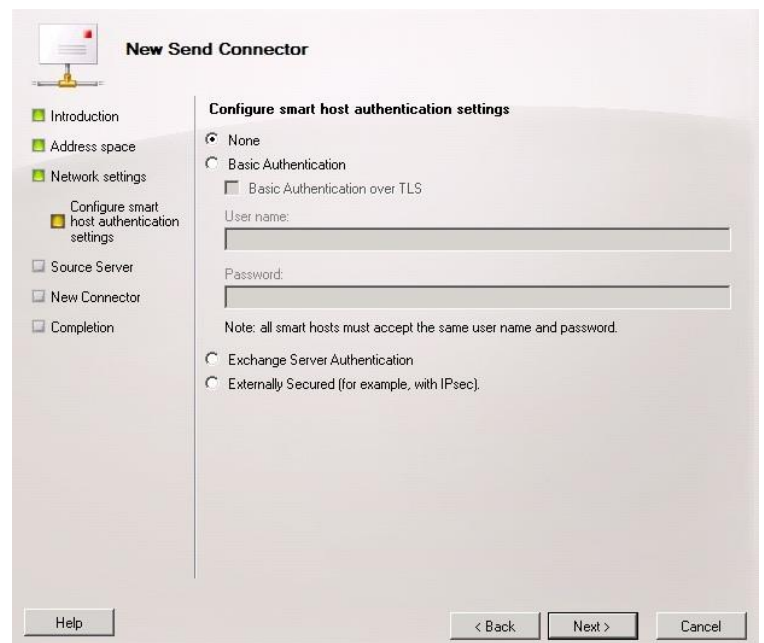 New Send Connector
Introduction
Address space
Network settings
Configure smart
host authentication
settings
Source Server
New Connector
Completion
Configure smart host authentication settings
None
Basic Authentication
Basic Authentication over TLS
User name:
Password:
Note: all smart hosts must accept the same user name and password.
Exchange Server Authentication
Externally Secured (for example, with IPsec).
Help
< Back
Next >
Cancel